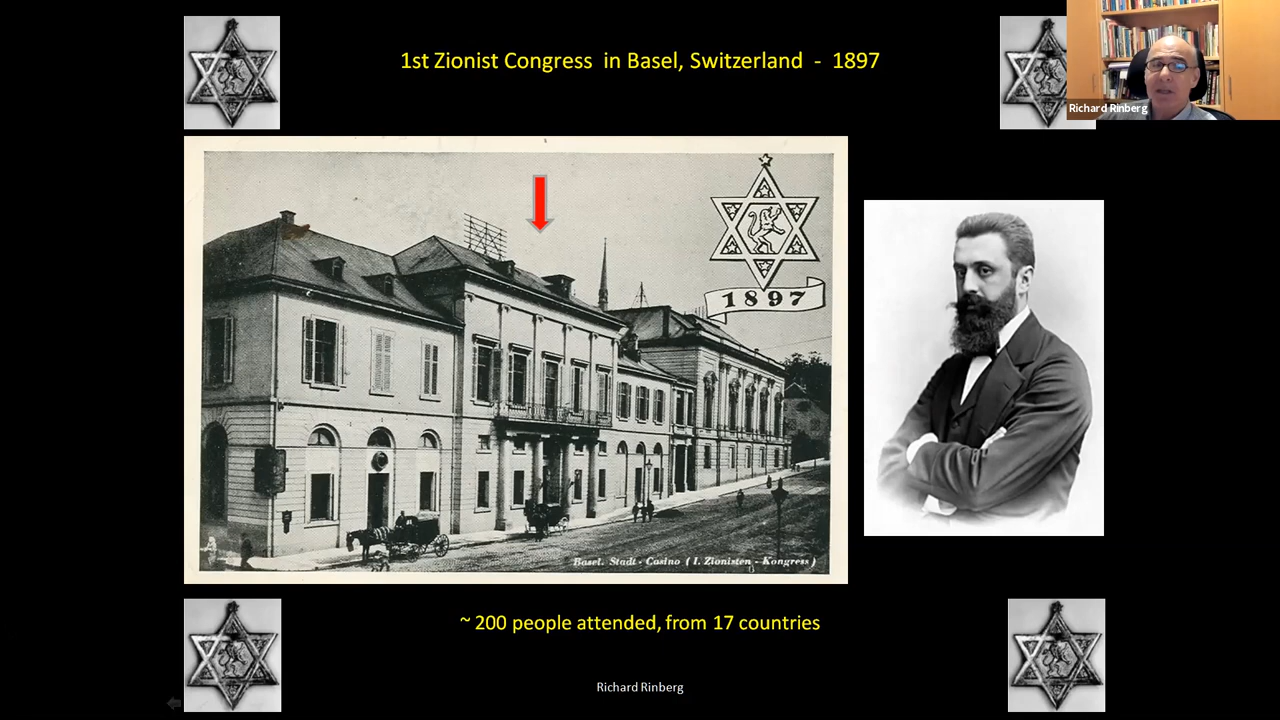 1st Zionist Congress in Basel, Switzerland - 1897
Richard Rinberg
1897
Basel. Stadt - Casino ( I. Zionisten - Kongress )
~ 200 people attended, from 17 countries
Richard Rinberg